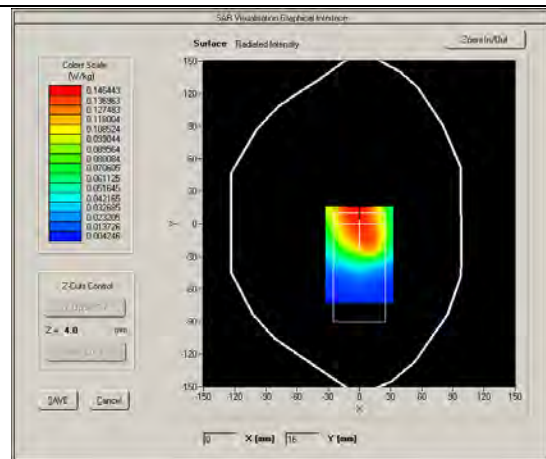 SAR Visualisation Graphical Interface
Surface Radiated Intensity
Zoom In/Out
Colors Scale
(W/kg)
0.146443
0.136963
0.127483
0.118004
0.108524
0.099044
0.089564
0.080084
0.070605
0.061125
0.051645
0.042165
0.032685
0.023205
0.013726
0.004246
150
120
90
60
30
0
-30
-60
-90
-120
-150
Y
-150 -120 -90 -60 -30 0 30 60 90 120 150
X
Z-Cuts Control
Z = 4.0 mm
SAVE
Cancel
0 X (mm) 16 Y (mm)